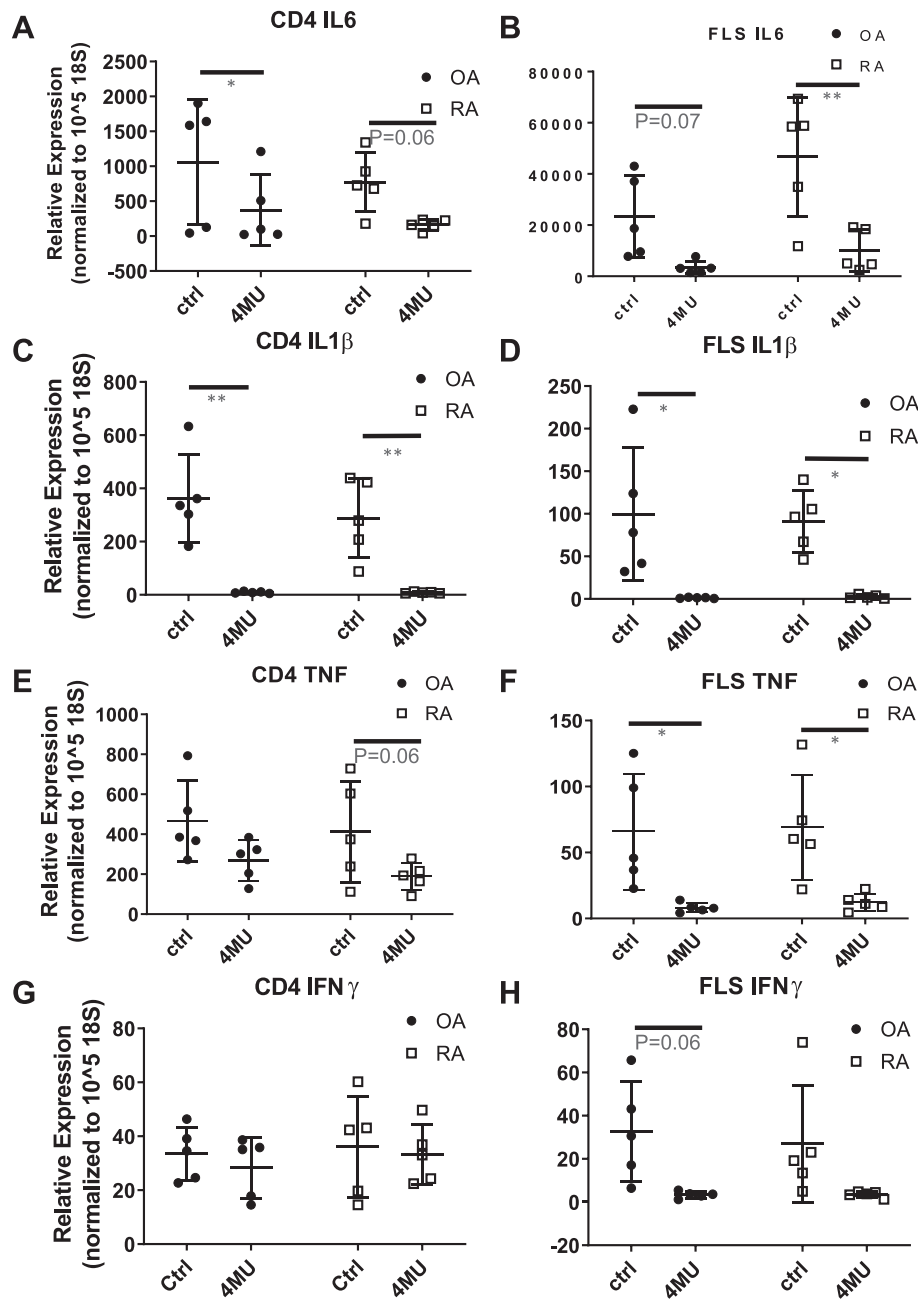 A
CD4 IL6
OA
RA
Relative Expression
(normalized to 10^5 18S)
2500
2000
1500
1000
500
0
-500
*
P=0.06
ctrl
4MU
ctrl
4MU
B
FLS IL6
OA
RA
80000
60000
40000
20000
0
P=0.07
**
ctrl
4MU
ctrl
4MU
C
CD4 IL1β
OA
RA
Relative Expression
(normalized to 10^5 18S)
800
600
400
200
0
**
**
ctrl
4MU
ctrl
4MU
D
FLS IL1β
OA
RA
250
200
150
100
50
0
*
*
ctrl
4MU
ctrl
4MU
E
CD4 TNF
OA
RA
Relative Expression
(normalized to 10^5 18S)
1000
800
600
400
200
0
P=0.06
ctrl
4MU
ctrl
4MU
F
FLS TNF
OA
RA
150
100
50
0
*
*
ctrl
4MU
ctrl
4MU
G
CD4 IFNγ
OA
RA
Relative Expression
(normalized to 10^5 18S)
80
60
40
20
0
Ctrl
4MU
Ctrl
4MU
H
FLS IFNγ
OA
RA
80
60
40
20
0
-20
P=0.06
ctrl
4MU
ctrl
4MU